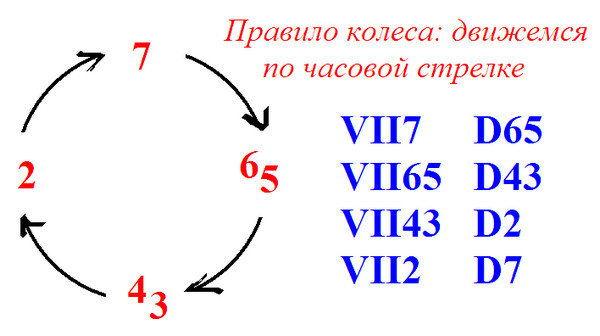 Правило колеса: движемся
по часовой стрелке
7
65
43
2
VII7 D65
VII65 D43
VII43 D2
VII2 D7